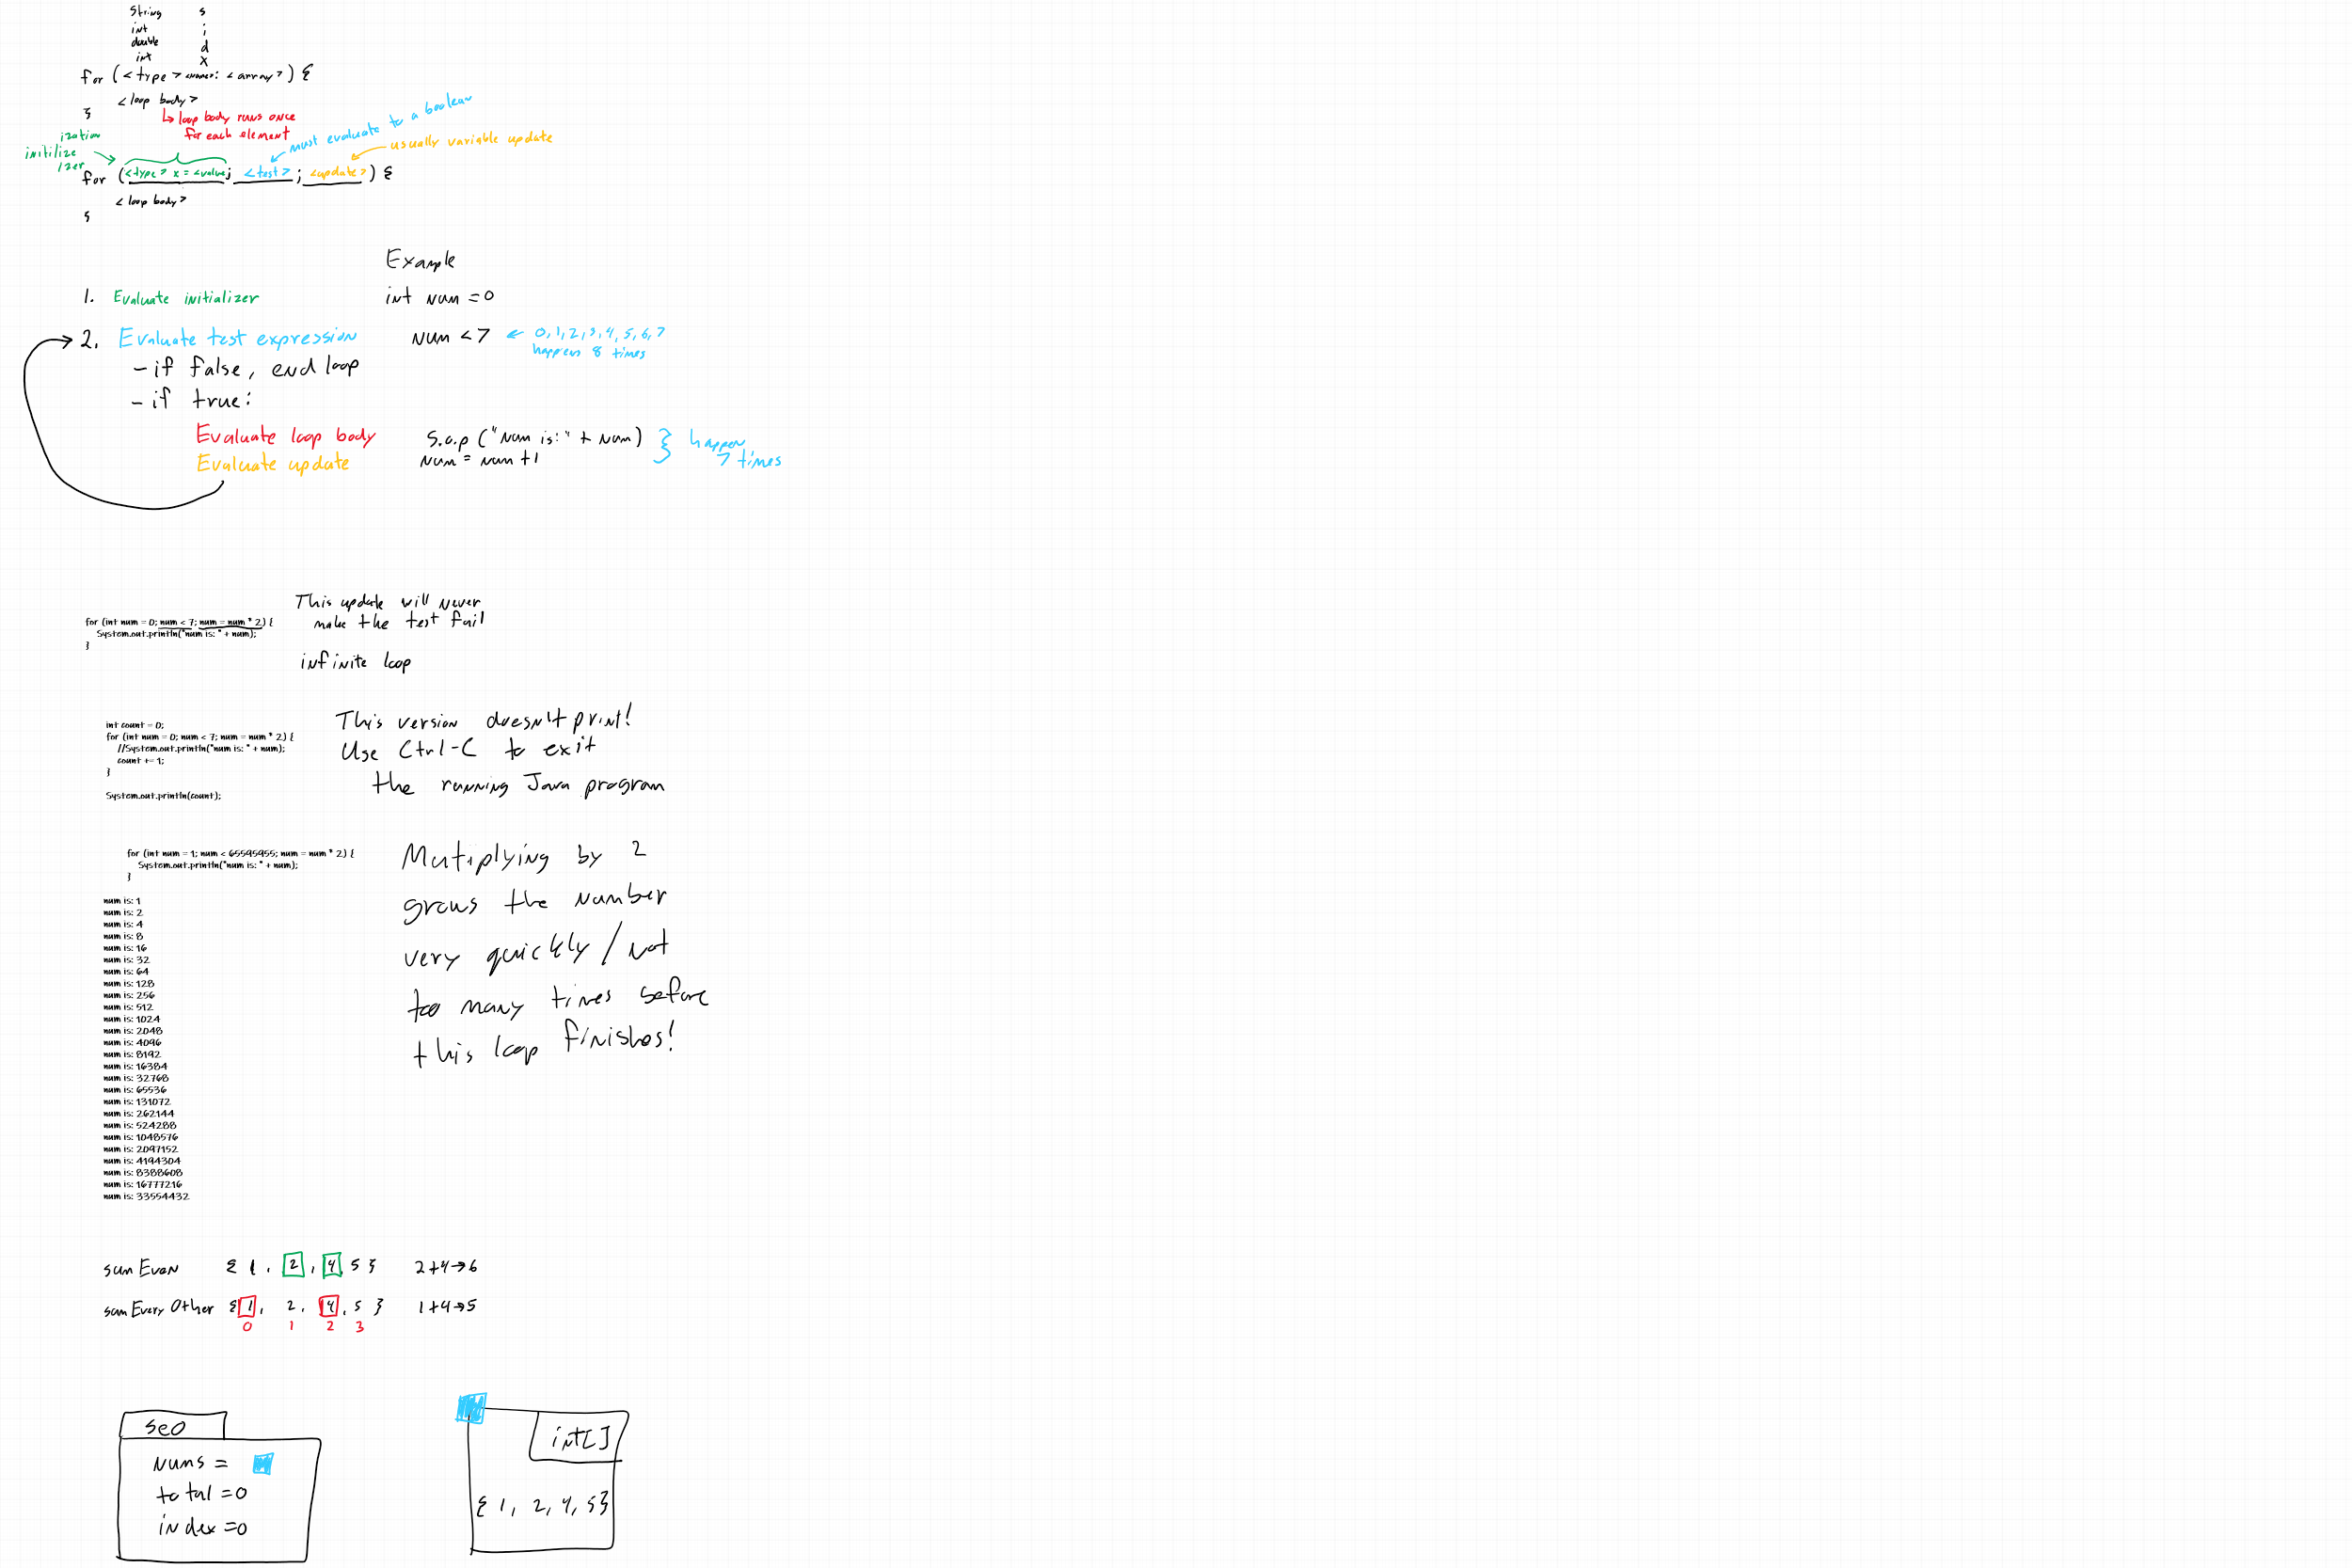 String s
int i
double d
int x
for (<type> <name>: <array>) {
<loop body>
}
↳ loop body runs once
for each element
must evaluate to a boolean
usually variable update
ization
initilize
izer
for (<type> x = <value>; <test>; <update>) {
<loop body>
}
Example
1. Evaluate initializer int num = 0
2. Evaluate test expression num < 7 ← 0, 1, 2, 3, 4, 5, 6, 7
happens 8 times
- if false, end loop
- if true:
Evaluate loop body S.o.p ("Num is:" + num) } happen
Evaluate update num = num + 1 7 times
This update will never
make the test fail
infinite loop
for (int num = 0; num < 7; num = num * 2) {
System.out.println("num is: " + num);
}
int count = 0;
for (int num = 0; num < 7; num = num * 2) {
//System.out.println("num is: " + num);
count += 1;
}
System.out.println(count);
This version doesn't print!
Use Ctrl-C to exit
the running Java program
for (int num = 1; num < 65595955; num = num * 2) {
System.out.println("num is: " + num);
}
num is: 1
num is: 2
num is: 4
num is: 8
num is: 16
num is: 32
num is: 64
num is: 128
num is: 256
num is: 512
num is: 1024
num is: 2048
num is: 4096
num is: 8192
num is: 16384
num is: 32768
num is: 65536
num is: 131072
num is: 262144
num is: 524288
num is: 1048576
num is: 2097152
num is: 4194304
num is: 8388608
num is: 16777216
num is: 33554432
Multiplying by 2
grows the number
very quickly / not
too many times before
this loop finishes!
sumEven { 1, 2, 4 5 } 2+4→6
sumEveryOther { 1, 2, 4, 5 } 1+4→5
0 1 2 3
seo
nums =
total = 0
index = 0
int[]
{ 1, 2, 4, 5 }